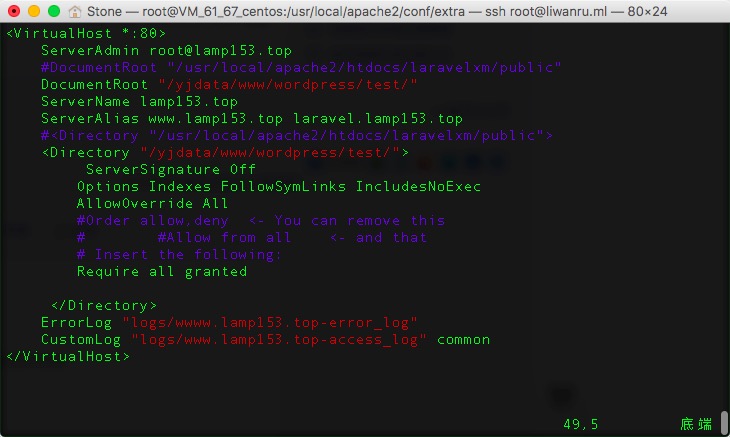 Stone — root@VM_61_67_centos:/usr/local/apache2/conf/extra — ssh root@liwanru.ml — 80×24
<VirtualHost *:80>
    ServerAdmin root@lamp153.top
    #DocumentRoot "/usr/local/apache2/htdocs/laravelxm/public"
    DocumentRoot "/yjdata/www/wordpress/test/"
    ServerName lamp153.top
    ServerAlias www.lamp153.top laravel.lamp153.top
    #<Directory "/usr/local/apache2/htdocs/laravelxm/public">
    <Directory "/yjdata/www/wordpress/test/">
         ServerSignature Off
        Options Indexes FollowSymLinks IncludesNoExec
        AllowOverride All
        #Order allow,deny  <- You can remove this
        #        #Allow from all    <- and that
        # Insert the following:
        Require all granted
     </Directory>
    ErrorLog "logs/wwww.lamp153.top-error_log"
    CustomLog "logs/www.lamp153.top-access_log" common
</VirtualHost>
49,5 底端